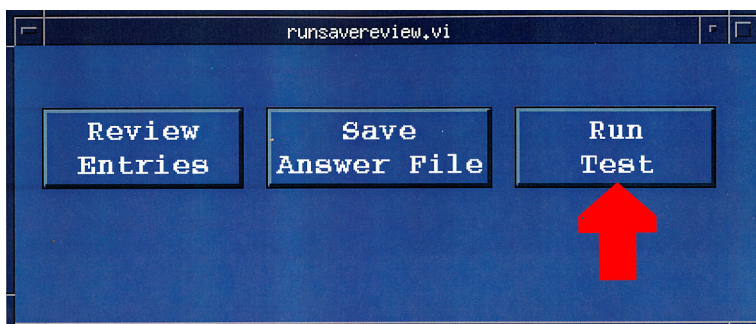 runsavereview.vi
Review
Entries
Save
Answer File
Run
Test